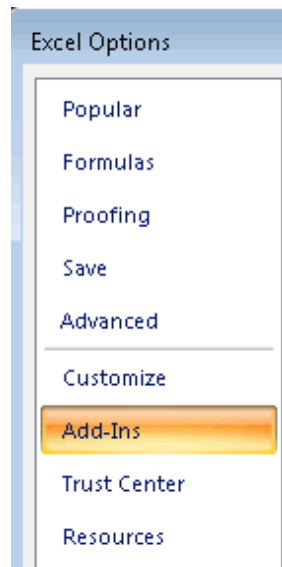 Excel Options
Popular
Formulas
Proofing
Save
Advanced
Customize
Add-Ins
Trust Center
Resources